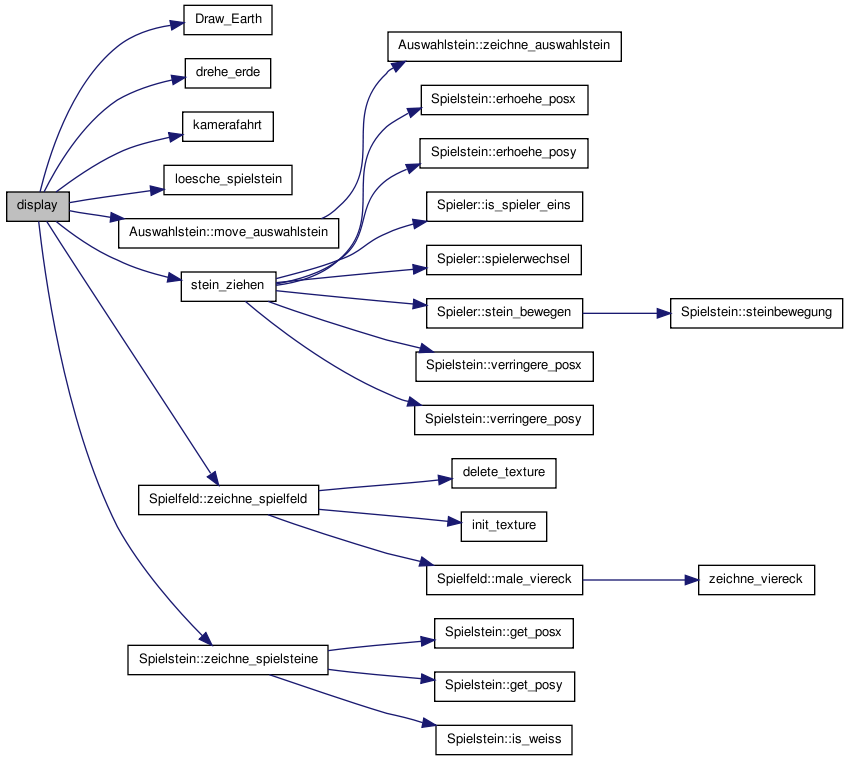 display
Draw_Earth
drehe_erde
kamerafahrt
loesche_spielstein
Auswahlstein::move_auswahlstein
stein_ziehen
Spielfeld::zeichne_spielfeld
Spielstein::zeichne_spielsteine
Auswahlstein::zeichne_auswahlstein
Spielstein::erhoehe_posx
Spielstein::erhoehe_posy
Spieler::is_spieler_eins
Spieler::spielerwechsel
Spieler::stein_bewegen
Spielstein::verringere_posx
Spielstein::verringere_posy
delete_texture
init_texture
Spielfeld::male_viereck
Spielstein::get_posx
Spielstein::get_posy
Spielstein::is_weiss
Spielstein::steinbewegung
zeichne_viereck